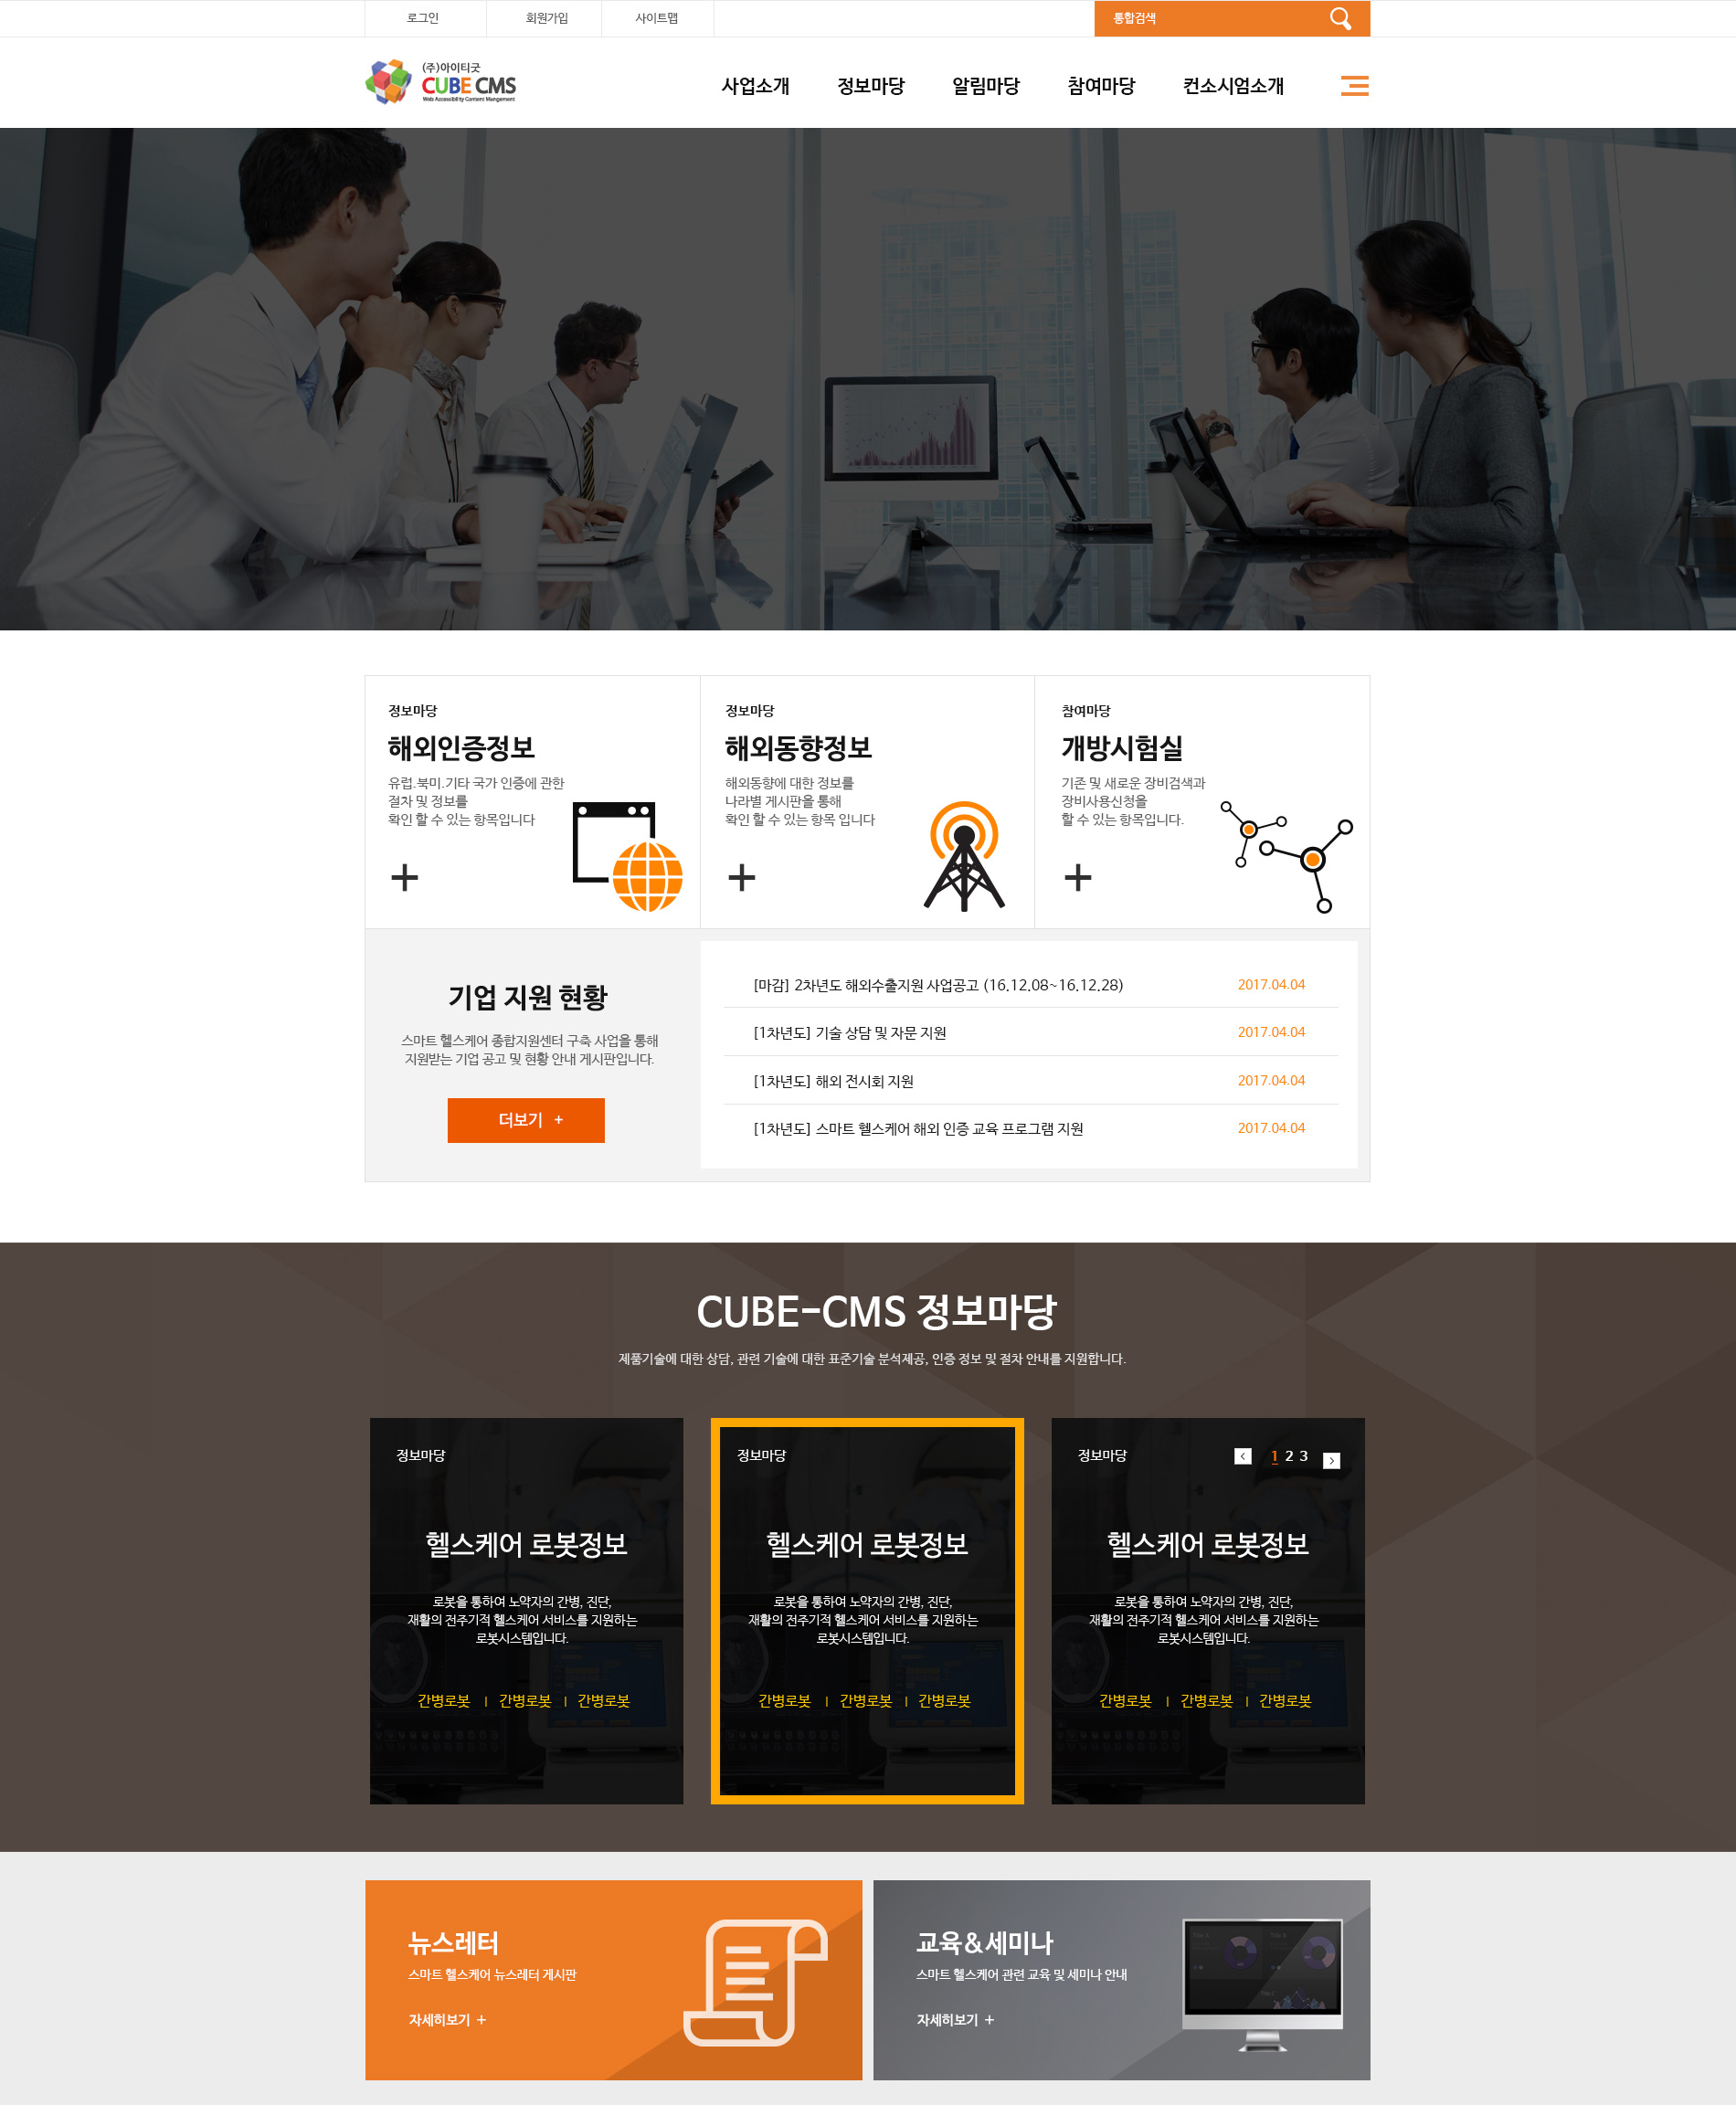 로그인
회원가입
사이트맵
통합검색
(주)아이티굿
CUBE CMS
Web Accessibility Content Mangement
사업소개
정보마당
알림마당
참여마당
컨소시엄소개
정보마당
해외인증정보
유럽.북미.기타 국가 인증에 관한
절차 및 정보를
확인 할 수 있는 항목입니다
+
정보마당
해외동향정보
해외동향에 대한 정보를
나라별 게시판을 통해
확인 할 수 있는 항목 입니다
+
참여마당
개방시험실
기존 및 새로운 장비검색과
장비사용신청을
할 수 있는 항목입니다.
+
기업 지원 현황
스마트 헬스케어 종합지원센터 구축 사업을 통해
지원받는 기업 공고 및 현황 안내 게시판입니다.
더보기 +
[마감] 2차년도 해외수출지원 사업공고 (16.12.08~16.12.28) 2017.04.04
[1차년도] 기술 상담 및 자문 지원 2017.04.04
[1차년도] 해외 전시회 지원 2017.04.04
[1차년도] 스마트 헬스케어 해외 인증 교육 프로그램 지원 2017.04.04
CUBE-CMS 정보마당
제품기술에 대한 상담, 관련 기술에 대한 표준기술 분석제공, 인증 정보 및 절차 안내를 지원합니다.
정보마당
헬스케어 로봇정보
로봇을 통하여 노약자의 간병, 진단,
재활의 전주기적 헬스케어 서비스를 지원하는
로봇시스템입니다.
간병로봇 | 간병로봇 | 간병로봇
정보마당
헬스케어 로봇정보
로봇을 통하여 노약자의 간병, 진단,
재활의 전주기적 헬스케어 서비스를 지원하는
로봇시스템입니다.
간병로봇 | 간병로봇 | 간병로봇
정보마당
< 1 2 3 >
헬스케어 로봇정보
로봇을 통하여 노약자의 간병, 진단,
재활의 전주기적 헬스케어 서비스를 지원하는
로봇시스템입니다.
간병로봇 | 간병로봇 | 간병로봇
뉴스레터
스마트 헬스케어 뉴스레터 게시판
자세히보기 +
교육&세미나
스마트 헬스케어 관련 교육 및 세미나 안내
자세히보기 +